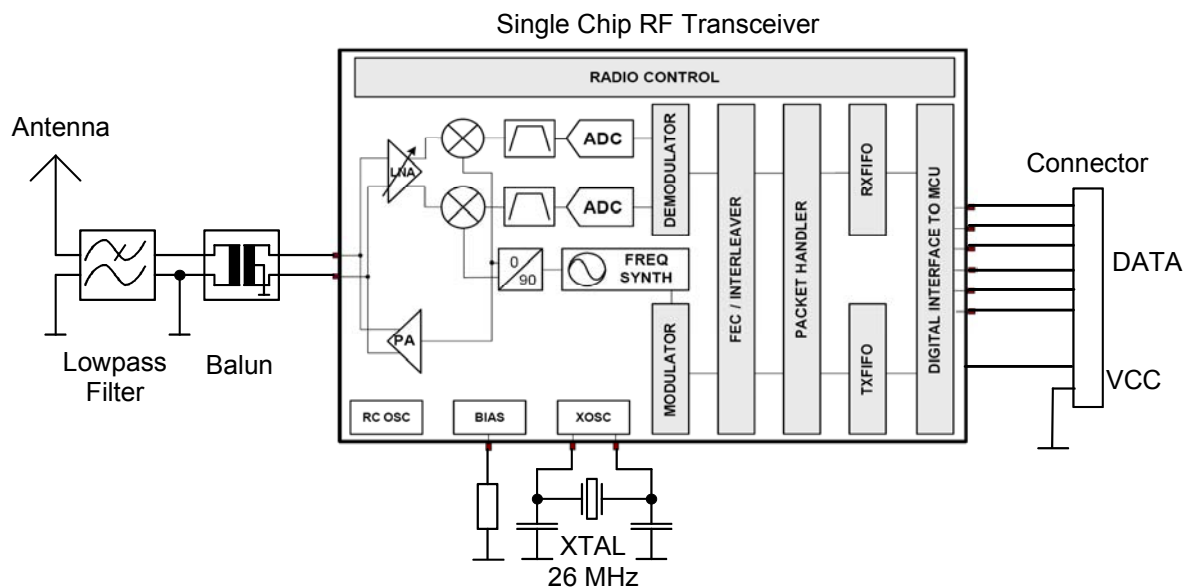 Single Chip RF Transceiver
RADIO CONTROL
Antenna
LNA
ADC
ADC
DEMODULATOR
FEC / INTERLEAVER
PACKET HANDLER
RXFIFO
DIGITAL INTERFACE TO MCU
Connector
DATA
0
90
FREQ
SYNTH
PA
MODULATOR
TXFIFO
Lowpass
Filter
Balun
VCC
RC OSC
BIAS
XOSC
XTAL
26 MHz